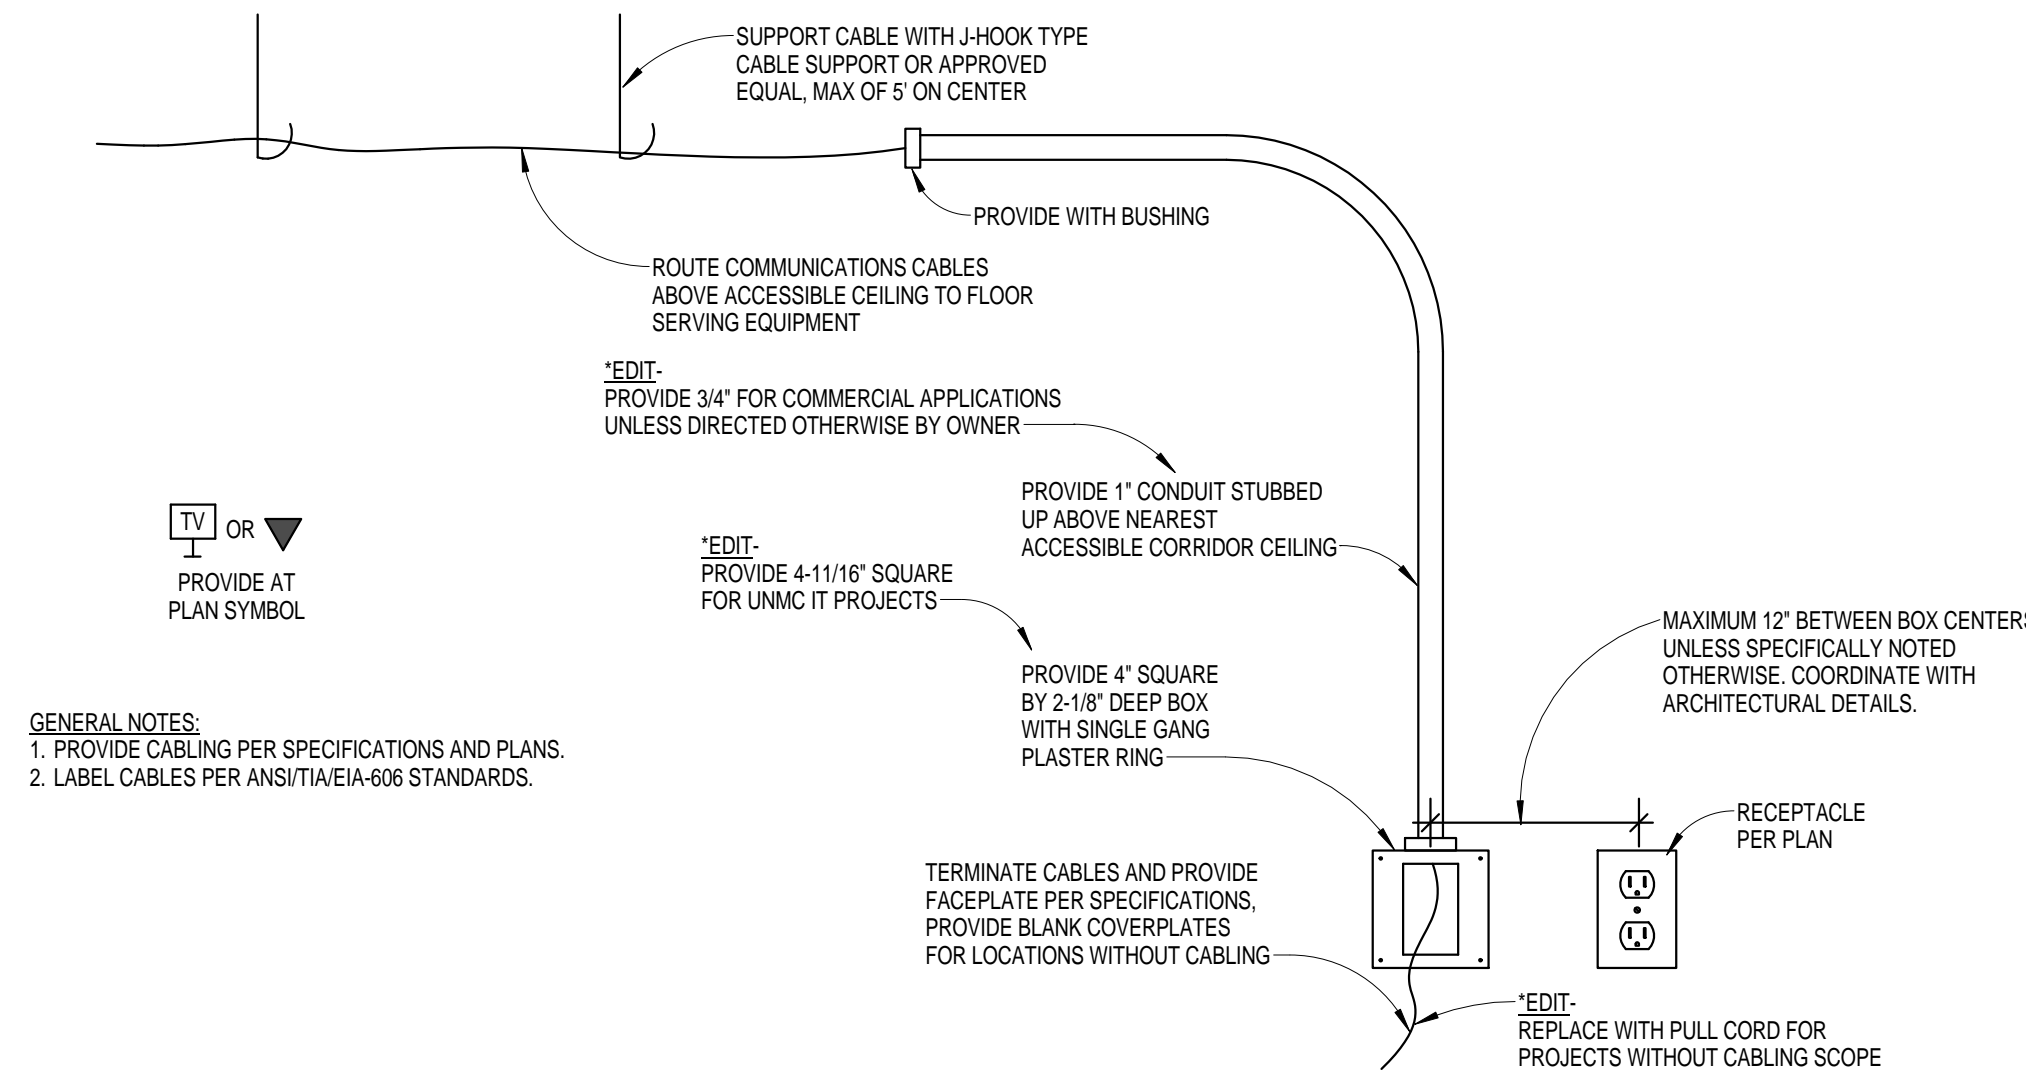 SUPPORT CABLE WITH J-HOOK TYPE
CABLE SUPPORT OR APPROVED
EQUAL, MAX OF 5' ON CENTER
PROVIDE WITH BUSHING
ROUTE COMMUNICATIONS CABLES
ABOVE ACCESSIBLE CEILING TO FLOOR
SERVING EQUIPMENT
*EDIT-
PROVIDE 3/4" FOR COMMERCIAL APPLICATIONS
UNLESS DIRECTED OTHERWISE BY OWNER
PROVIDE 1" CONDUIT STUBBED
UP ABOVE NEAREST
ACCESSIBLE CORRIDOR CEILING
TV OR
PROVIDE AT
PLAN SYMBOL
*EDIT-
PROVIDE 4-11/16" SQUARE
FOR UNMC IT PROJECTS
MAXIMUM 12" BETWEEN BOX CENTERS
UNLESS SPECIFICALLY NOTED
OTHERWISE. COORDINATE WITH
ARCHITECTURAL DETAILS.
PROVIDE 4" SQUARE
BY 2-1/8" DEEP BOX
WITH SINGLE GANG
PLASTER RING
GENERAL NOTES:
1. PROVIDE CABLING PER SPECIFICATIONS AND PLANS.
2. LABEL CABLES PER ANSI/TIA/EIA-606 STANDARDS.
RECEPTACLE
PER PLAN
TERMINATE CABLES AND PROVIDE
FACEPLATE PER SPECIFICATIONS,
PROVIDE BLANK COVERPLATES
FOR LOCATIONS WITHOUT CABLING
*EDIT-
REPLACE WITH PULL CORD FOR
PROJECTS WITHOUT CABLING SCOPE